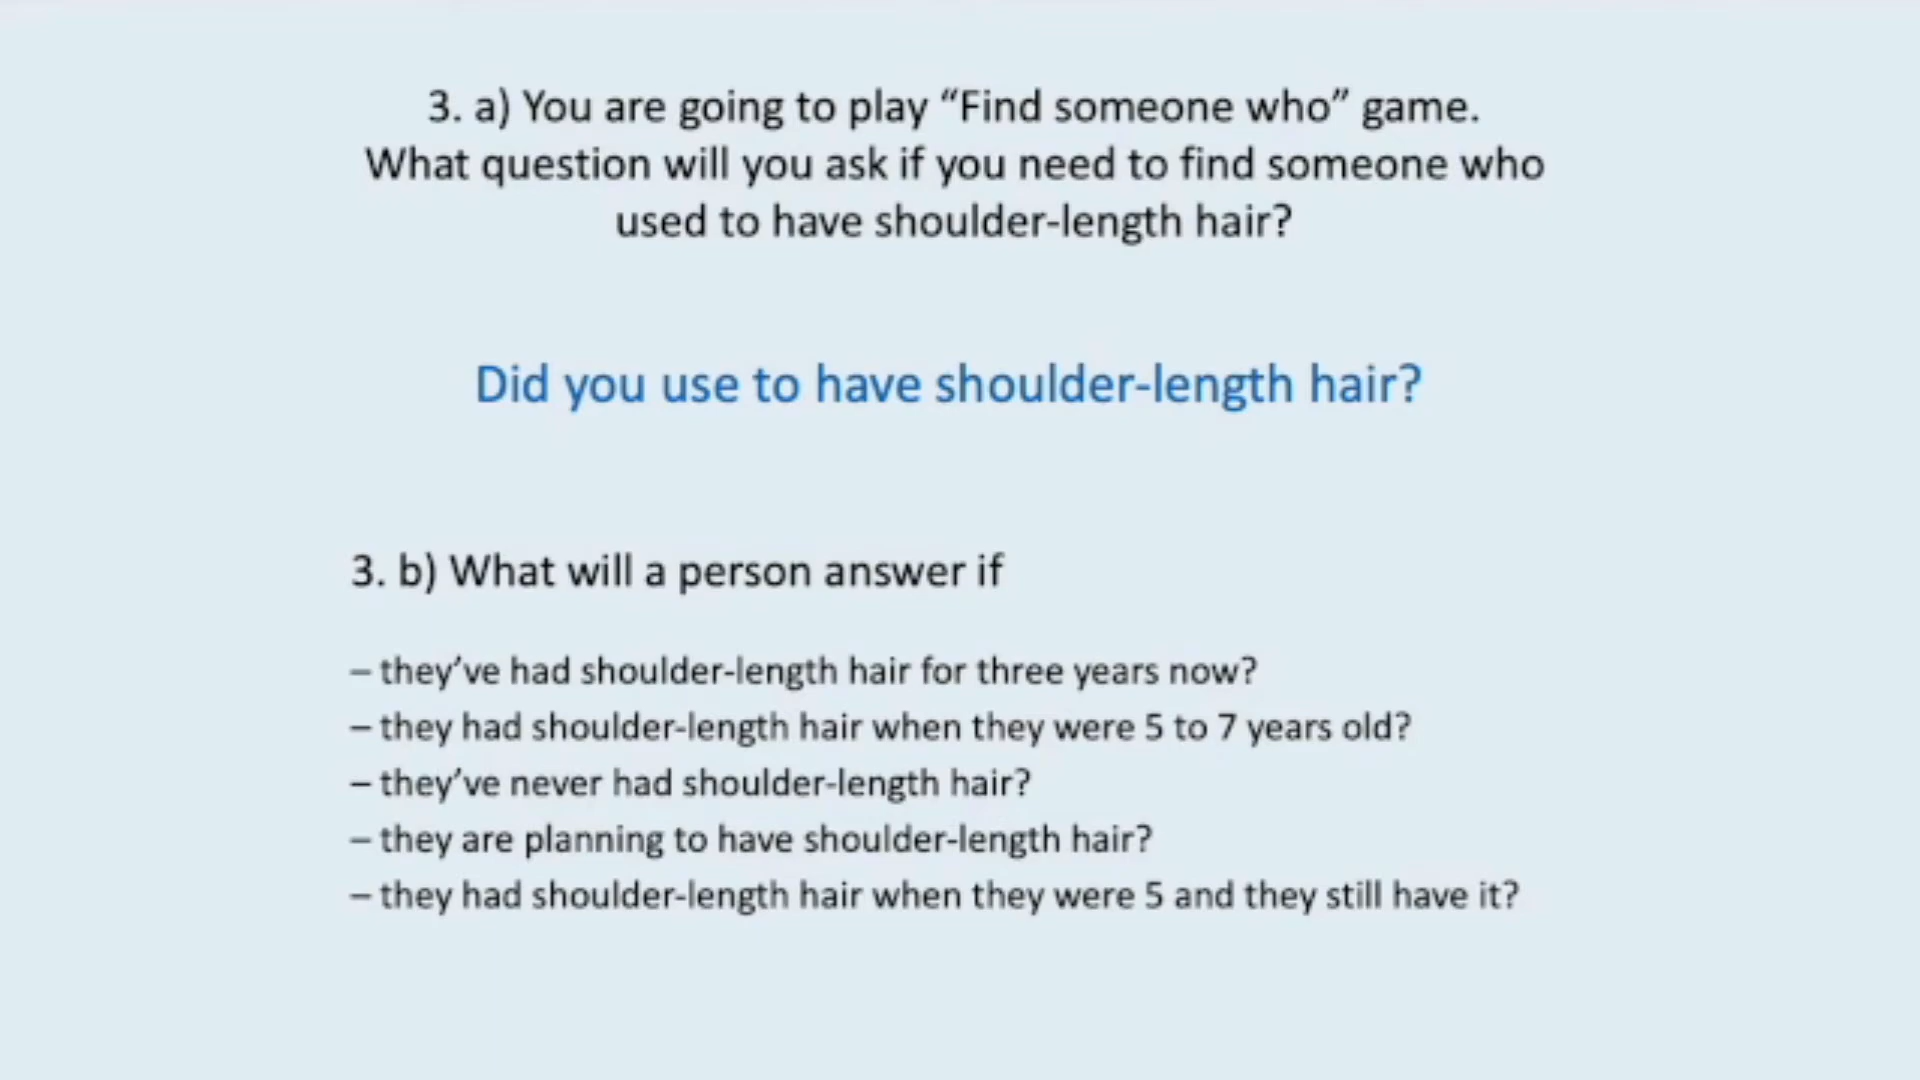 3. a) You are going to play “Find someone who” game.
What question will you ask if you need to find someone who
used to have shoulder-length hair?
Did you use to have shoulder-length hair?
3. b) What will a person answer if
– they’ve had shoulder-length hair for three years now?
– they had shoulder-length hair when they were 5 to 7 years old?
– they’ve never had shoulder-length hair?
– they are planning to have shoulder-length hair?
– they had shoulder-length hair when they were 5 and they still have it?